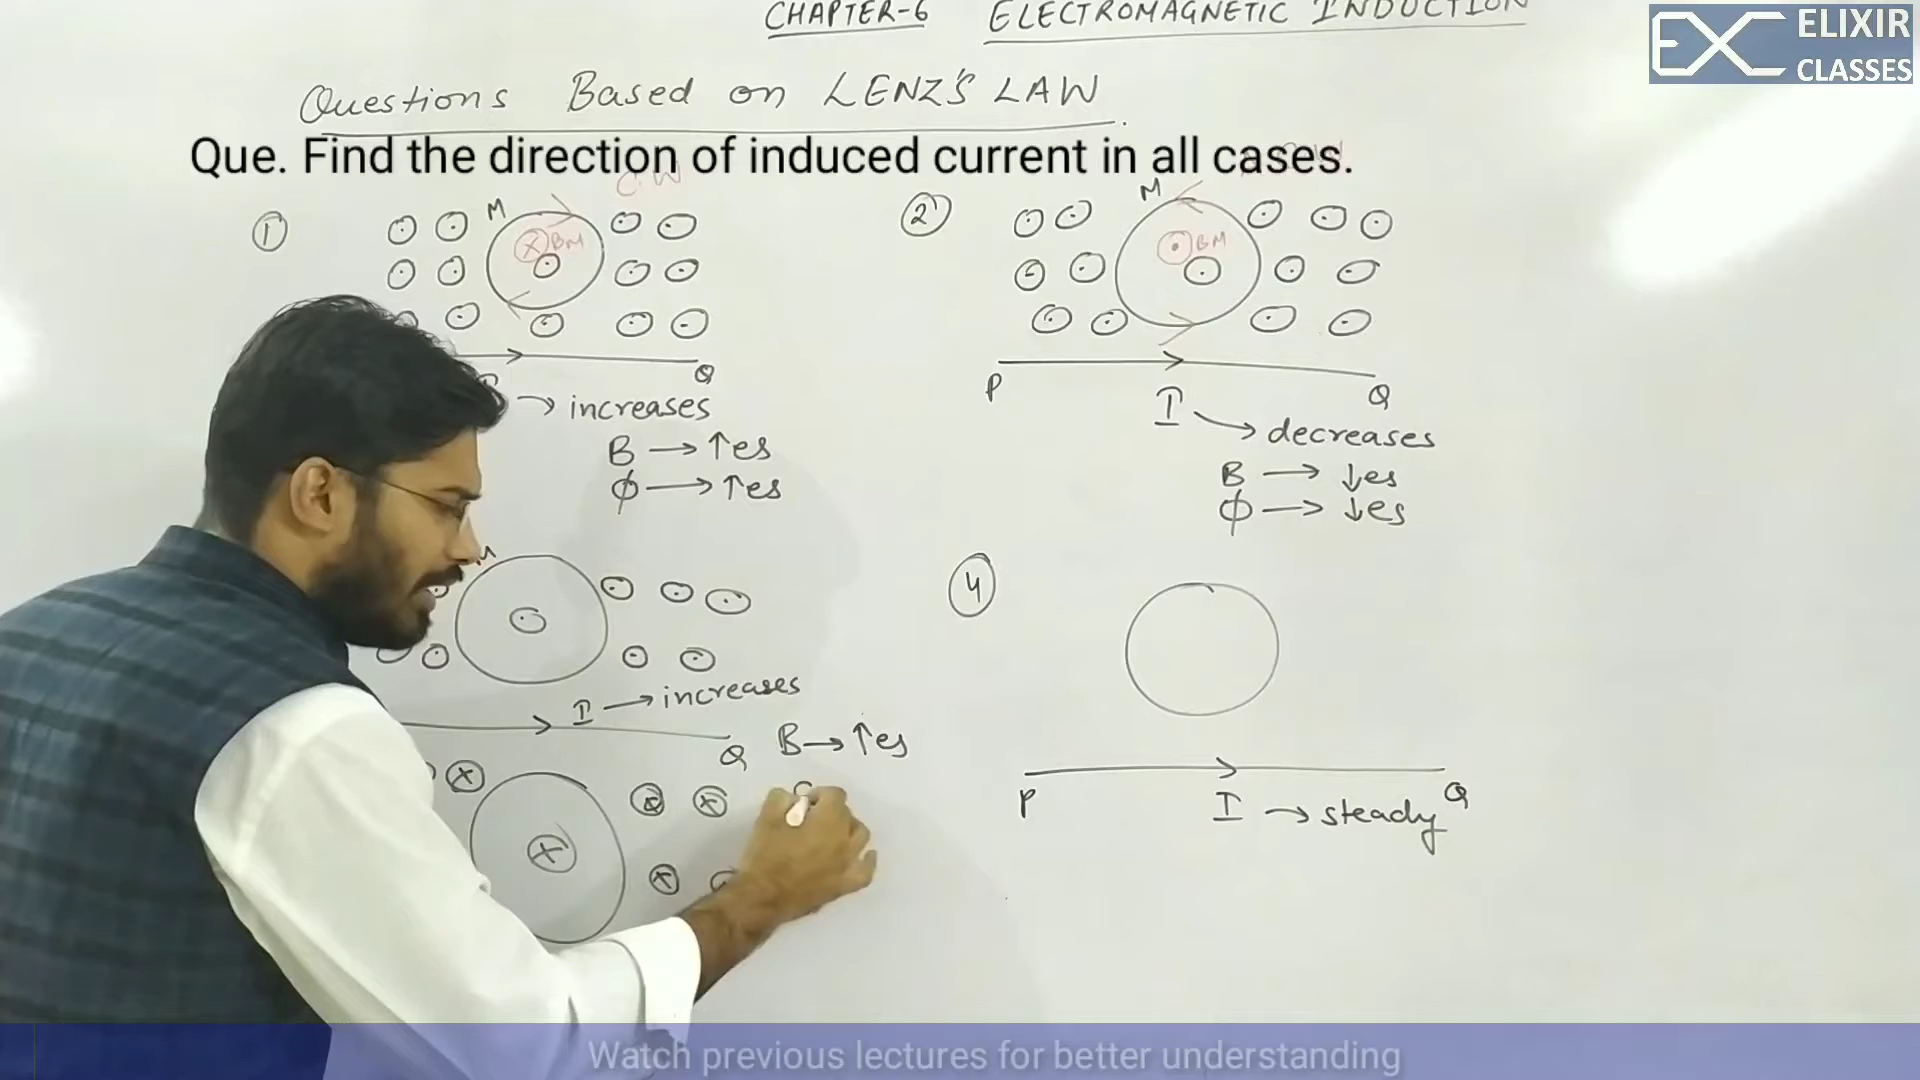 CHAPTER-6 ELECTROMAGNETIC INDUCTION
EX ELIXIR
CLASSES
Questions Based on LENZ'S LAW
Que. Find the direction of induced current in all cases.
① M C.W
BM
Q
→ increases
B → ↑es
ϕ → ↑es
② M
BM
P I Q
→ decreases
B → ↓es
ϕ → ↓es
M
I → increases
Q
B → ↑es
④
P I → steady Q
Watch previous lectures for better understanding